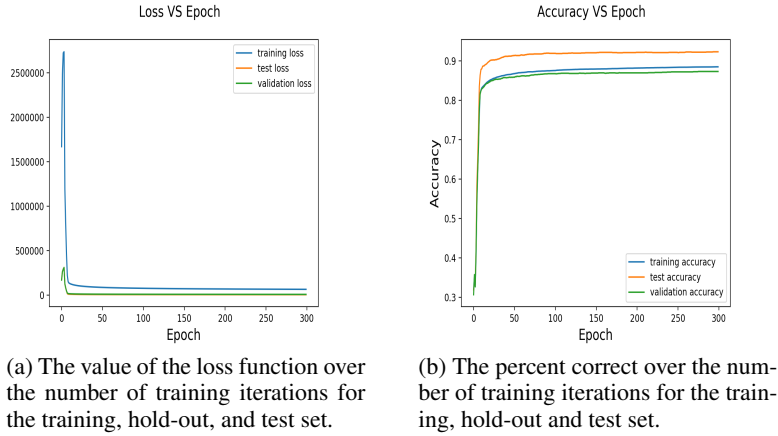 Loss VS Epoch
training loss
test loss
validation loss
2500000
2000000
1500000
1000000
500000
0
0 50 100 150 200 250 300
Epoch
(a) The value of the loss function over
the number of training iterations for
the training, hold-out, and test set.
Accuracy VS Epoch
Accuracy
0.9
0.8
0.7
0.6
0.5
0.4
0.3
training accuracy
test accuracy
validation accuracy
0 50 100 150 200 250 300
Epoch
(b) The percent correct over the num-
ber of training iterations for the train-
ing, hold-out and test set.